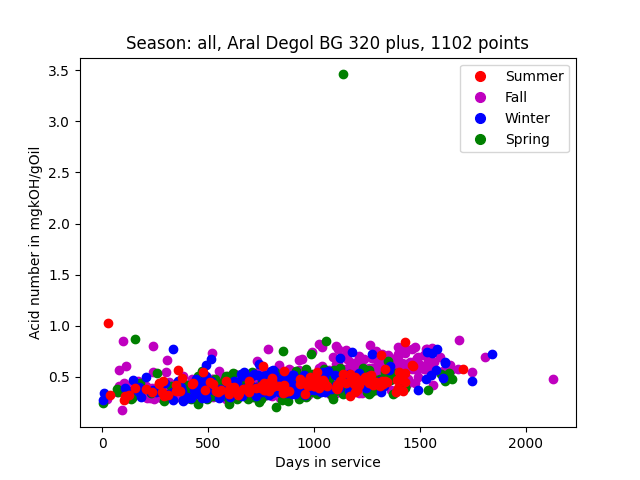 Season: all, Aral Degol BG 320 plus, 1102 points
Acid number in mgkOH/gOil
3.5
3.0
2.5
2.0
1.5
1.0
0.5
Summer
Fall
Winter
Spring
0
500
1000
1500
2000
Days in service